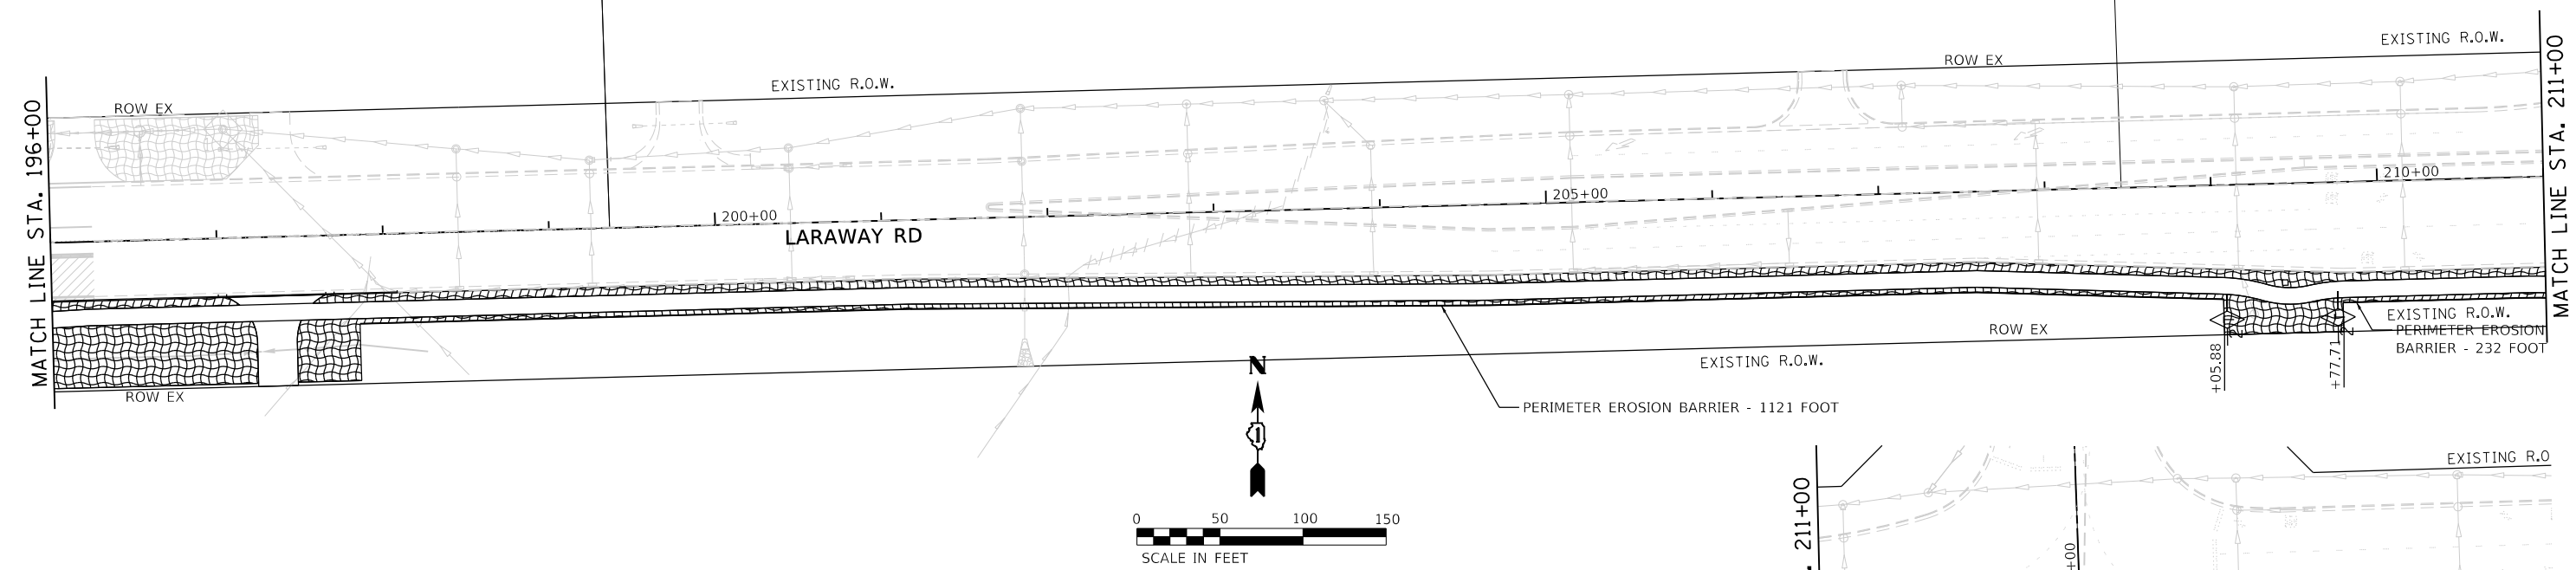 MATCH LINE STA. 196+00
ROW EX
EXISTING R.O.W.
ROW EX
EXISTING R.O.W.
MATCH LINE STA. 211+00
200+00
205+00
210+00
LARAWAY RD
ROW EX
EXISTING R.O.W.
ROW EX
EXISTING R.O.W.
PERIMETER EROSION
BARRIER - 232 FOOT
+05.88
+77.71
PERIMETER EROSION BARRIER - 1121 FOOT
N
0 50 100 150
SCALE IN FEET
211+00
+00
EXISTING R.O